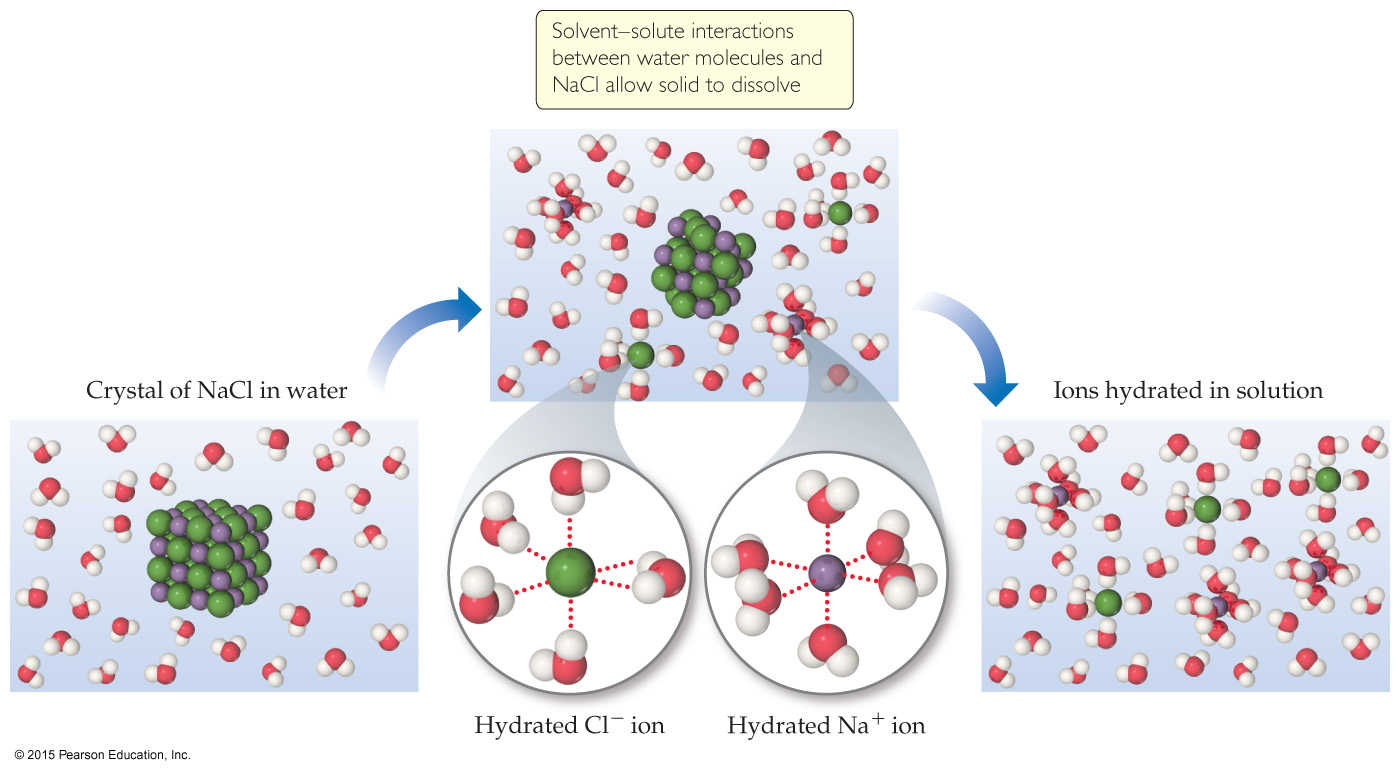 Solvent–solute interactions
between water molecules and
NaCl allow solid to dissolve
Crystal of NaCl in water
Ions hydrated in solution
Hydrated Cl⁻ ion
Hydrated Na⁺ ion
© 2015 Pearson Education, Inc.